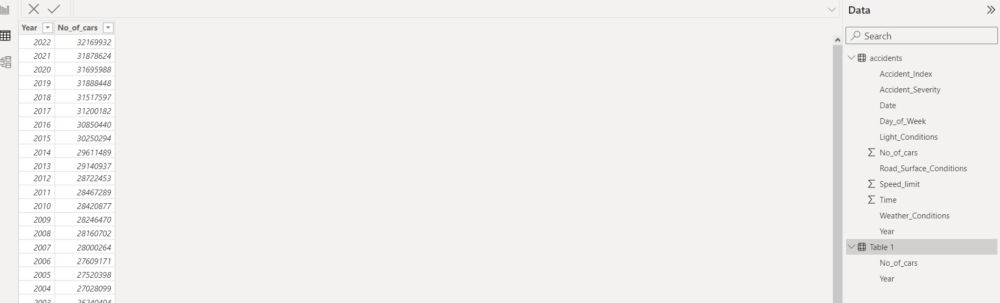 Year No_of_cars
2022 32169932
2021 31878624
2020 31695988
2019 31888448
2018 31517597
2017 31200182
2016 30850440
2015 30250294
2014 29611489
2013 29140937
2012 28722453
2011 28467289
2010 28420877
2009 28246470
2008 28160702
2007 28000264
2006 27609171
2005 27520398
2004 27028099
2003 26240404
Data
Search
accidents
Accident_Index
Accident_Severity
Date
Day_of_Week
Light_Conditions
No_of_cars
Road_Surface_Conditions
Speed_limit
Time
Weather_Conditions
Year
Table 1
No_of_cars
Year